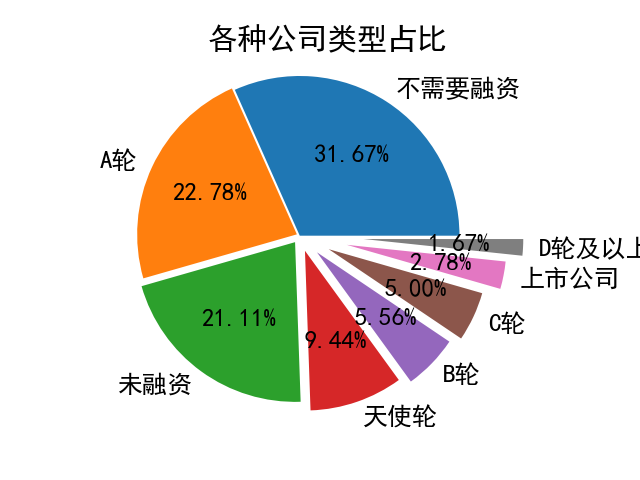 各种公司类型占比
不需要融资
31.67%
A轮
22.78%
未融资
21.11%
天使轮
9.44%
B轮
5.56%
C轮
5.00%
上市公司
2.78%
D轮及以上
1.67%